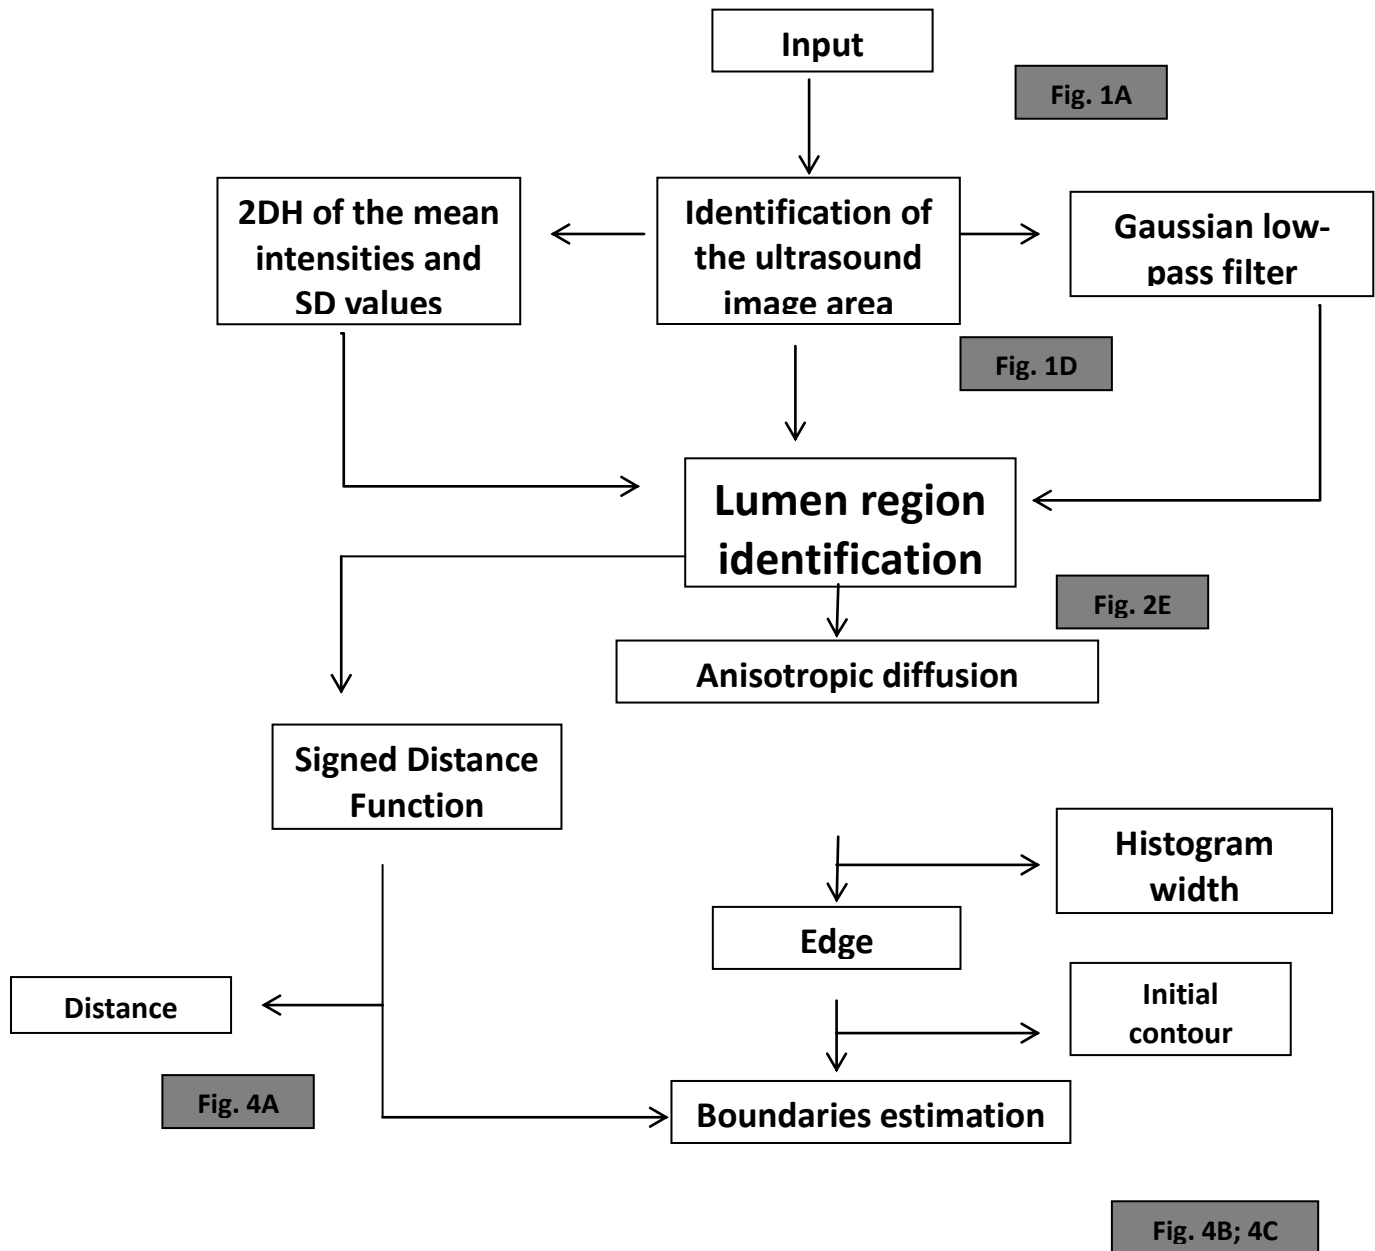 Input
Fig. 1A
2DH of the mean
intensities and
SD values
Identification of
the ultrasound
image area
Gaussian low-
pass filter
Fig. 1D
Lumen region
identification
Fig. 2E
Anisotropic diffusion
Signed Distance
Function
Histogram
width
Edge
Distance
Initial
contour
Fig. 4A
Boundaries estimation
Fig. 4B; 4C